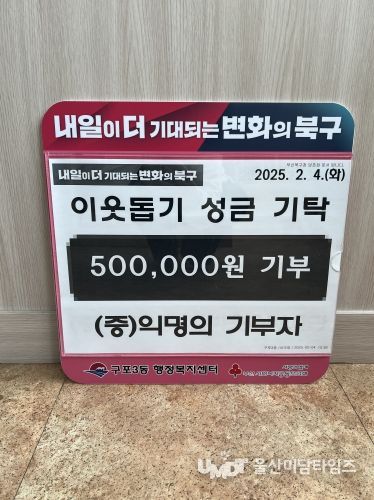 내일이 더 기대되는 변화의 북구
내일이 더 기대되는 변화의 북구
2025. 2. 4.(화)
이웃돕기 성금 기탁
500,000원 기부
(중)익명의 기부자
구포3동 행정복지센터
울산미담타임즈